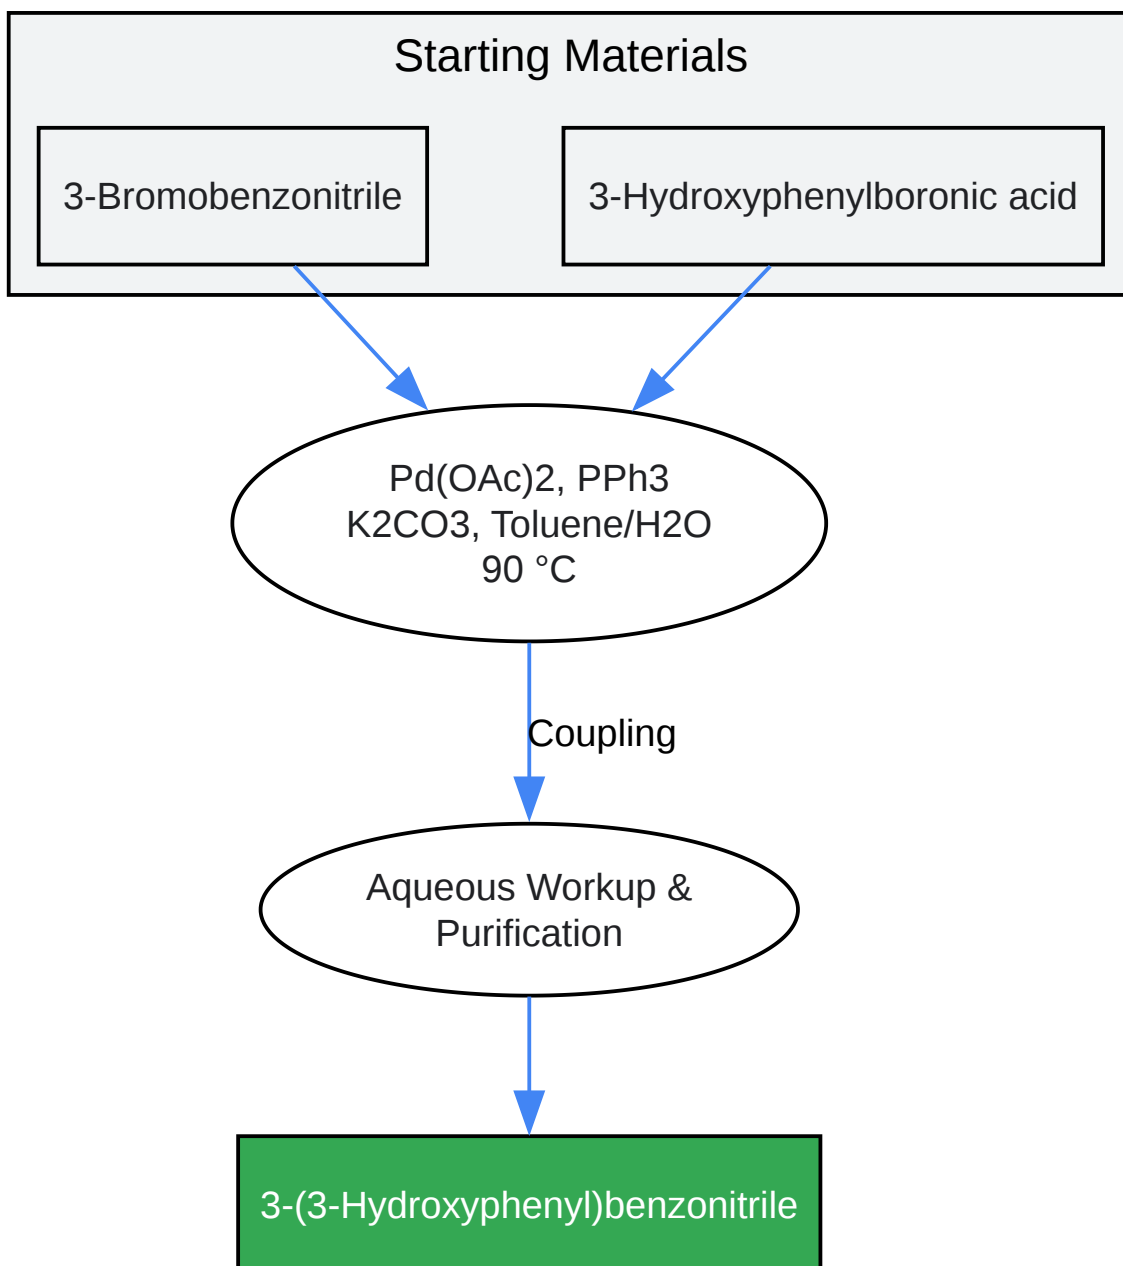 Starting Materials
3-Bromobenzonitrile
3-Hydroxyphenylboronic acid
Pd(OAc)2, PPh3
K2CO3, Toluene/H2O
90 °C
Coupling
Aqueous Workup &
Purification
3-(3-Hydroxyphenyl)benzonitrile